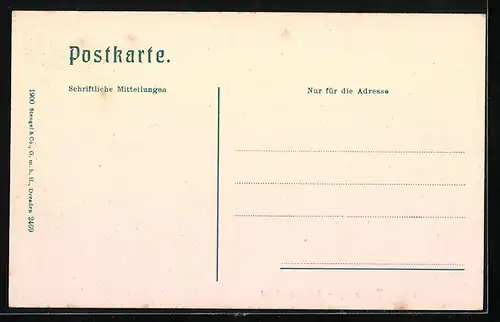 Postkarte.
Schriftliche Mitteilungen
Nur für die Adresse
1900 Stengel & Co., G. m. b. H., Dresden 2469